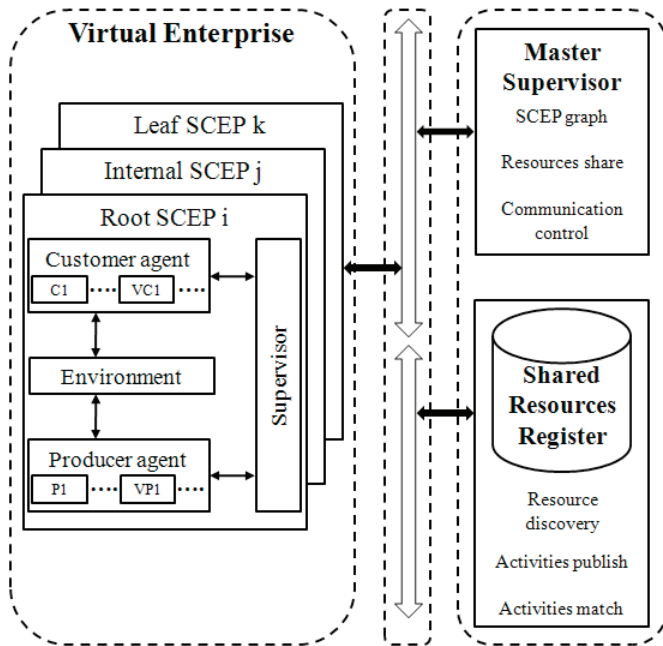 Virtual Enterprise
Leaf SCEP k
Internal SCEP j
Root SCEP i
Customer agent
C1 .... VC1 ....
Environment
Producer agent
P1 .... VP1 ....
Supervisor
Master
Supervisor
SCEP graph
Resources share
Communication
control
Shared
Resources
Register
Resource
discovery
Activities publish
Activities match